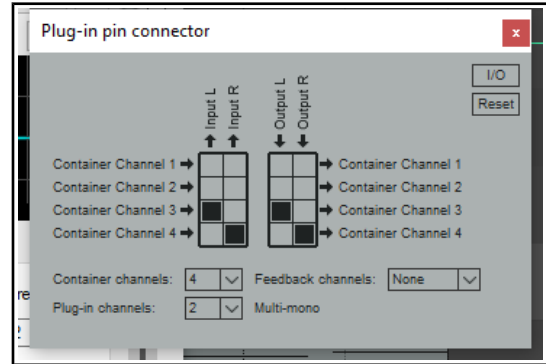 Plug-in pin connector
x
I/O
Reset
Input L
Input R
Output L
Output R
Container Channel 1
Container Channel 2
Container Channel 3
Container Channel 4
Container Channel 1
Container Channel 2
Container Channel 3
Container Channel 4
Container channels: 4 Feedback channels: None
Plug-in channels: 2 Multi-mono
re
2